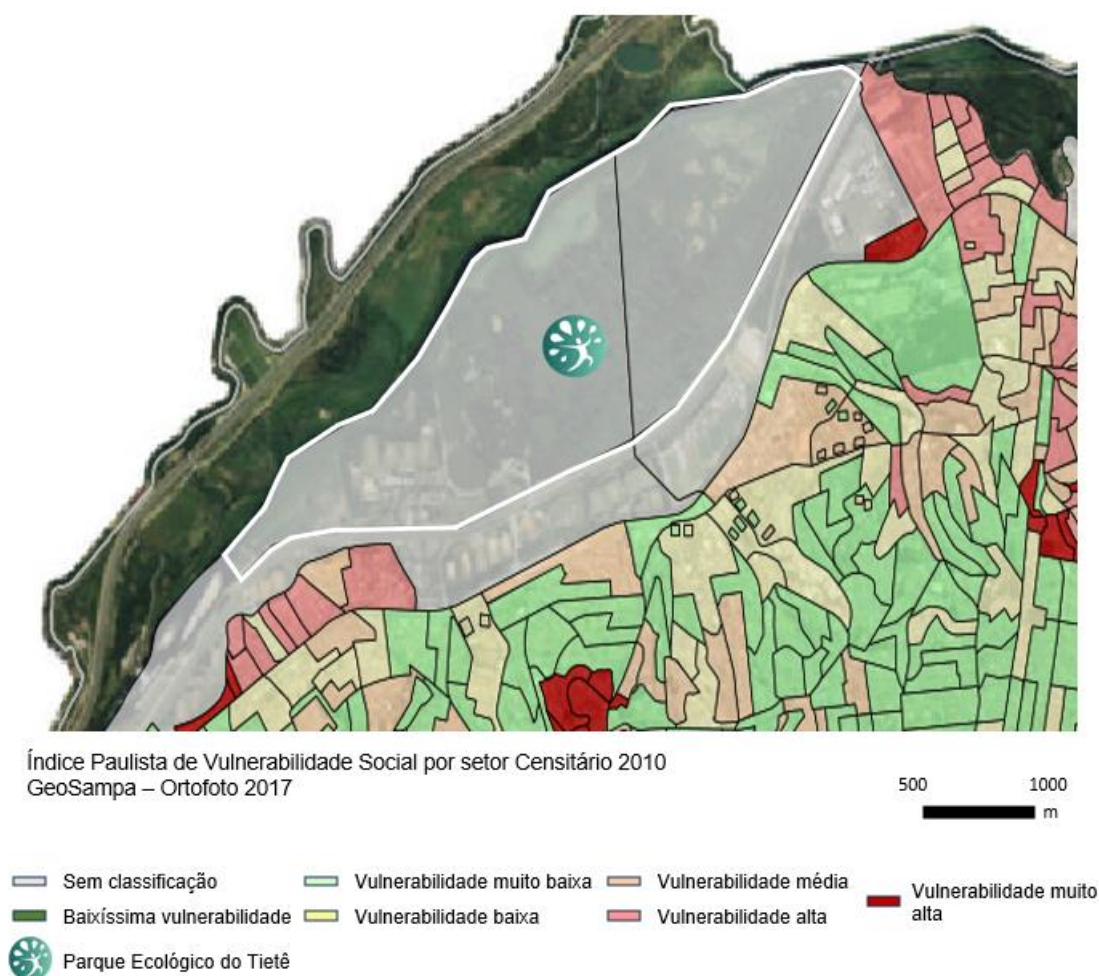 Índice Paulista de Vulnerabilidade Social por setor Censitário 2010
GeoSampa – Ortofoto 2017
500 1000
m
Sem classificação
Vulnerabilidade muito baixa
Vulnerabilidade média
Vulnerabilidade muito
alta
Baixíssima vulnerabilidade
Vulnerabilidade baixa
Vulnerabilidade alta
Parque Ecológico do Tietê